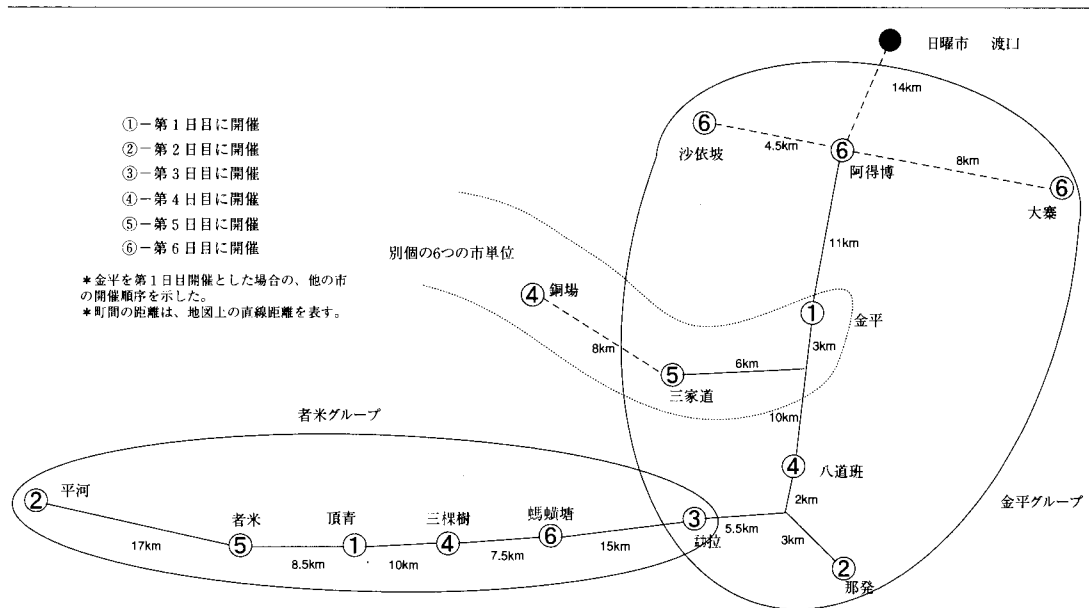 日曜市 渡口
14km
①－第1日目に開催
②－第2日目に開催
③－第3日目に開催
④－第4日目に開催
⑤－第5日目に開催
⑥－第6日目に開催
＊金平を第1日目開催とした場合の、他の市
の開催順序を示した。
＊町間の距離は、地図上の直線距離を表す。
⑥
沙依坡
4.5km
⑥
阿得博
8km
⑥
大寨
11km
別個の6つの市単位
④
銅場
8km
①
金平
3km
⑤
三家道
6km
10km
④
八道班
2km
金平グループ
者米グループ
②
平河
17km
⑤
者米
8.5km
①
頂青
10km
④
三棵樹
7.5km
⑥
螞蟥塘
15km
③
勐拉
5.5km
3km
②
那発